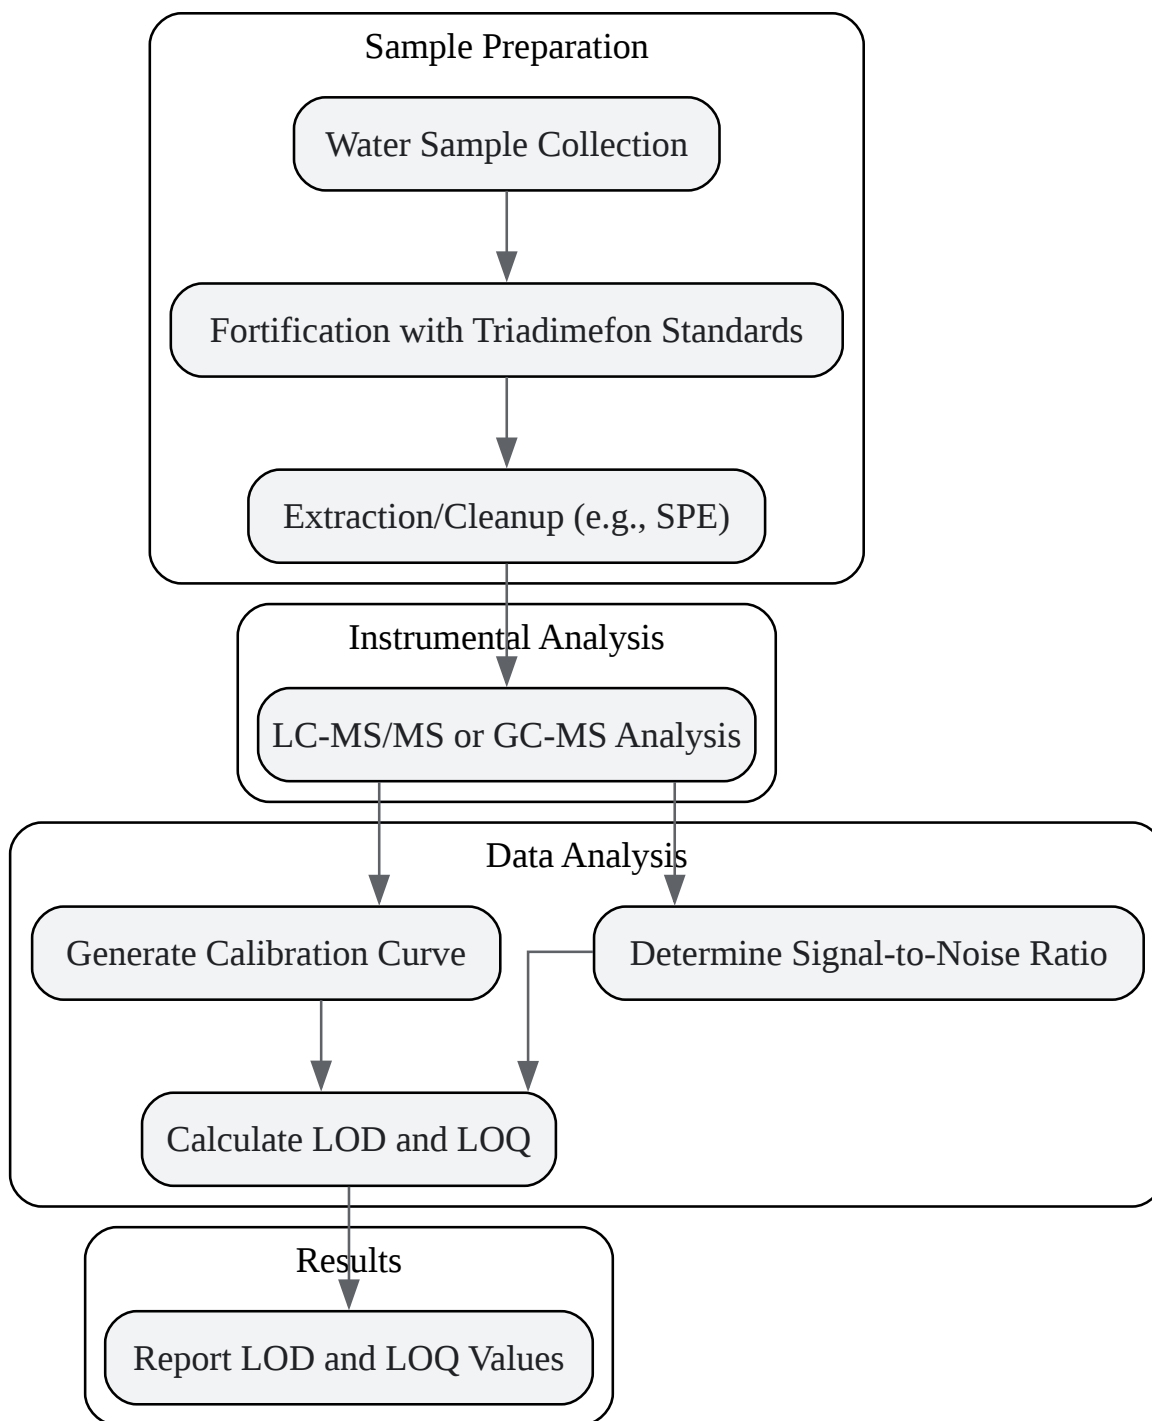 Sample Preparation
Water Sample Collection
Fortification with Triadimefon Standards
Extraction/Cleanup (e.g., SPE)
Instrumental Analysis
LC-MS/MS or GC-MS Analysis
Data Analysis
Generate Calibration Curve
Determine Signal-to-Noise Ratio
Calculate LOD and LOQ
Results
Report LOD and LOQ Values